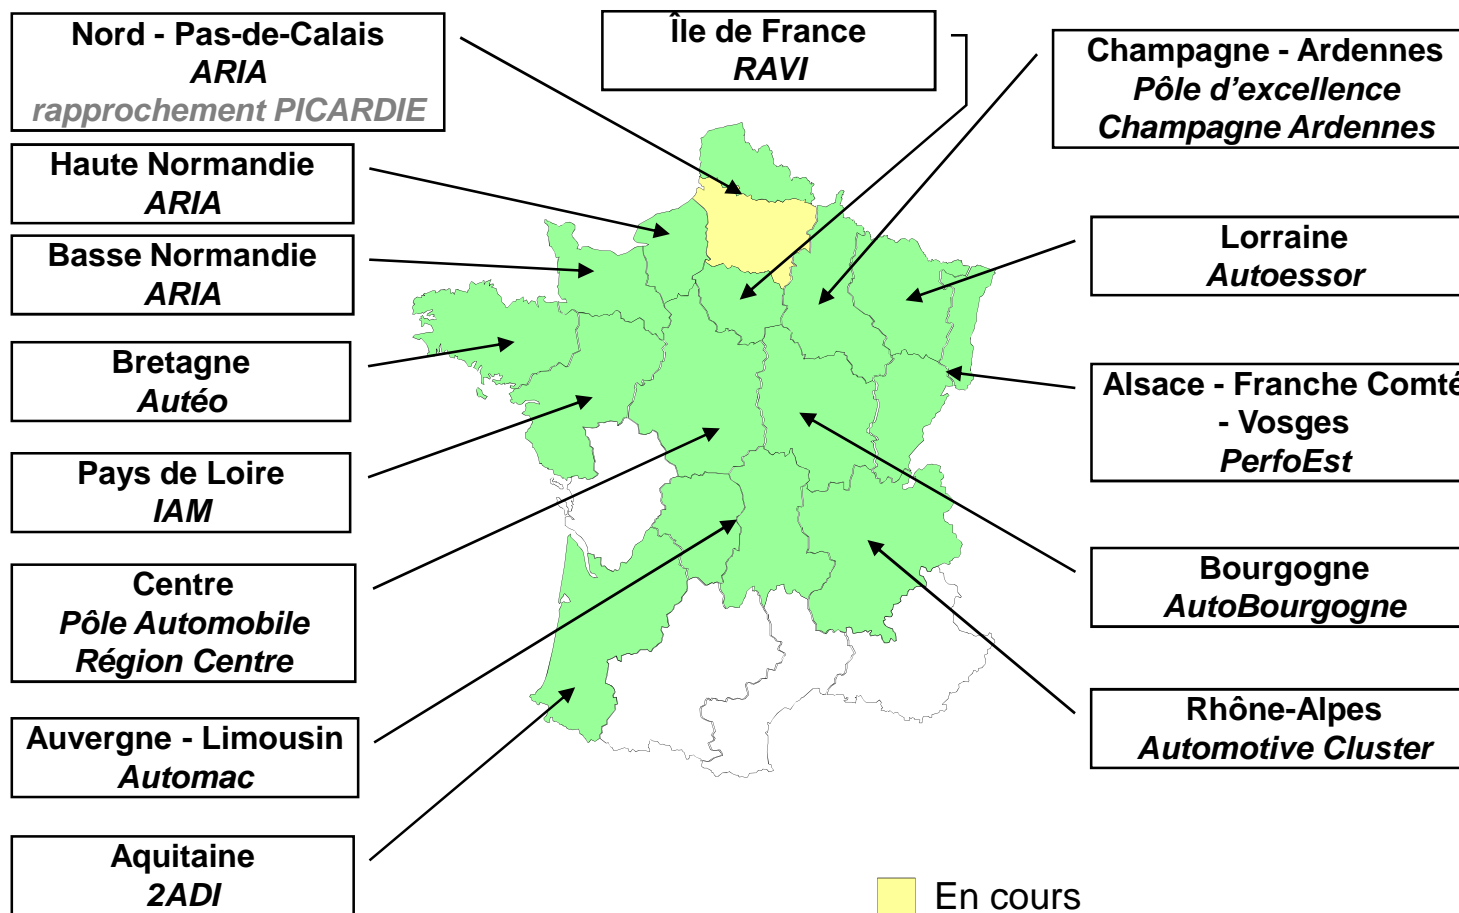 Nord - Pas-de-Calais
ARIA
rapprochement PICARDIE
Île de France
RAVI
Champagne - Ardennes
Pôle d’excellence
Champagne Ardennes
Haute Normandie
ARIA
Basse Normandie
ARIA
Bretagne
Autéo
Pays de Loire
IAM
Centre
Pôle Automobile
Région Centre
Auvergne - Limousin
Automac
Aquitaine
2ADI
Lorraine
Autoessor
Alsace - Franche Comté
- Vosges
PerfoEst
Bourgogne
AutoBourgogne
Rhône-Alpes
Automotive Cluster
En cours